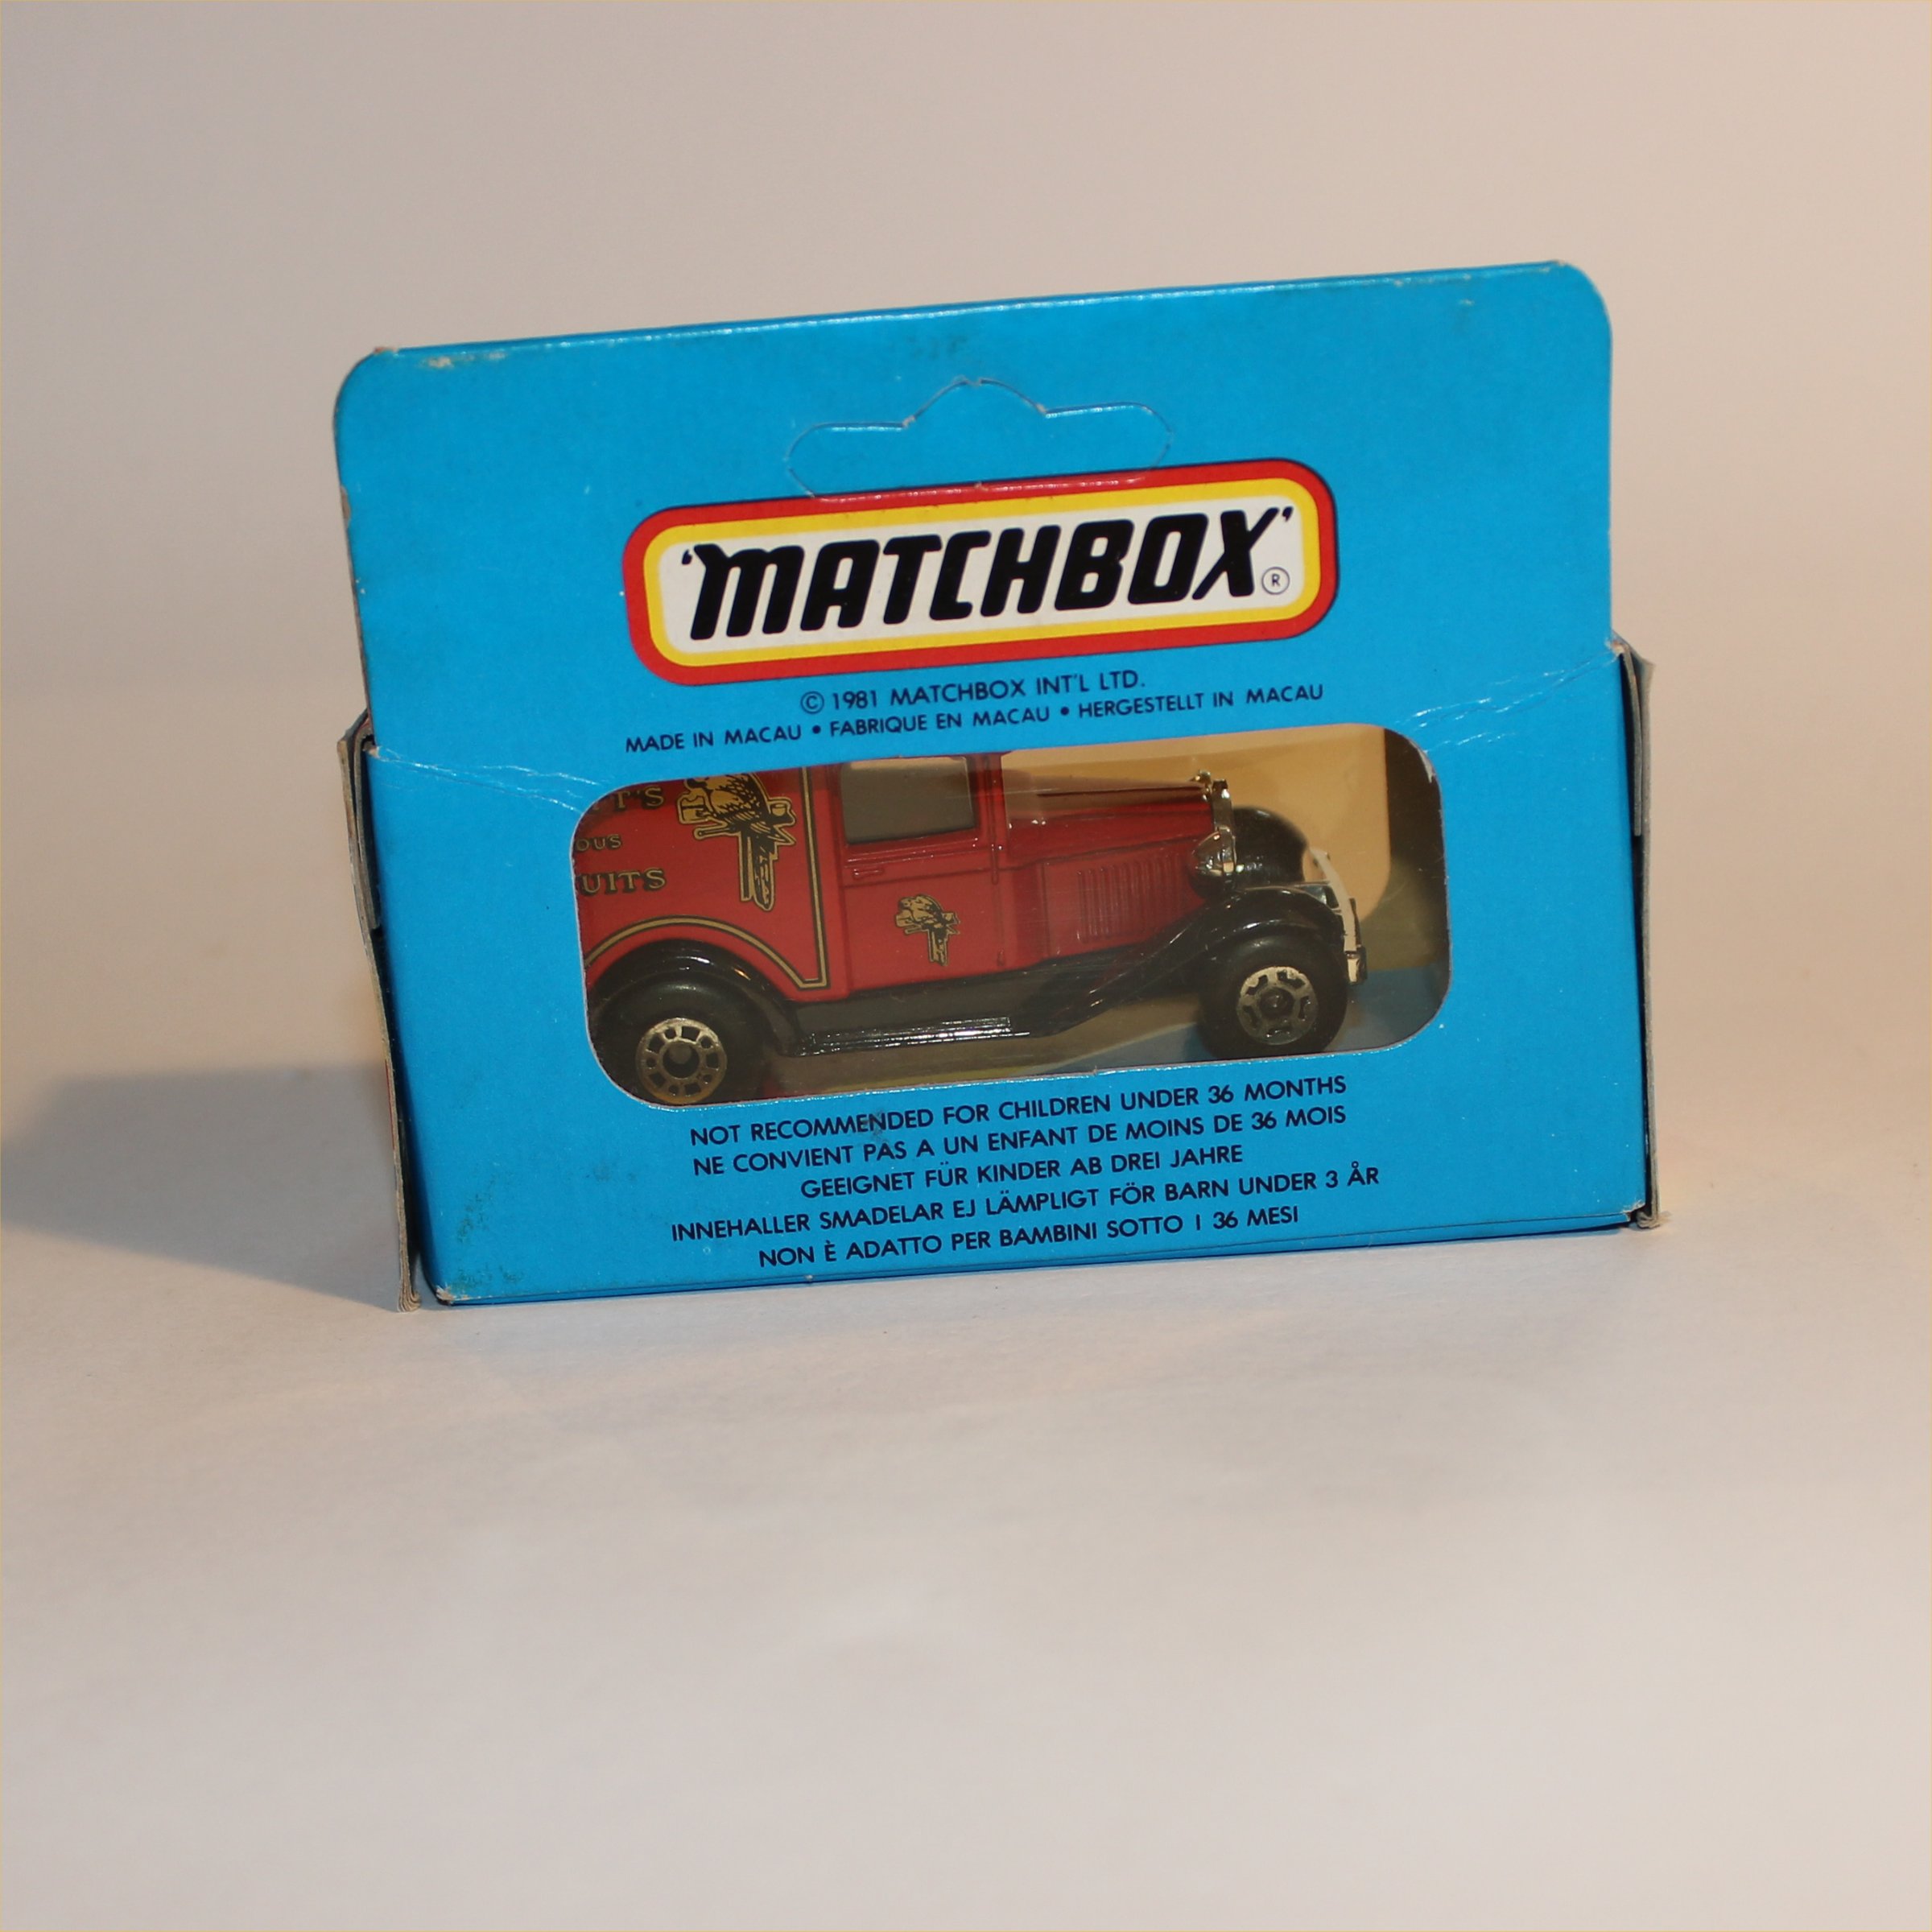 'MATCHBOX' ®
© 1981 MATCHBOX INT'L LTD.
MADE IN MACAU • FABRIQUE EN MACAU • HERGESTELLT IN MACAU
T'S
OUS
UITS
NOT RECOMMENDED FOR CHILDREN UNDER 36 MONTHS
NE CONVIENT PAS A UN ENFANT DE MOINS DE 36 MOIS
GEEIGNET FÜR KINDER AB DREI JAHRE
INNEHALLER SMADELAR EJ LÄMPLIGT FÖR BARN UNDER 3 ÅR
NON È ADATTO PER BAMBINI SOTTO I 36 MESI